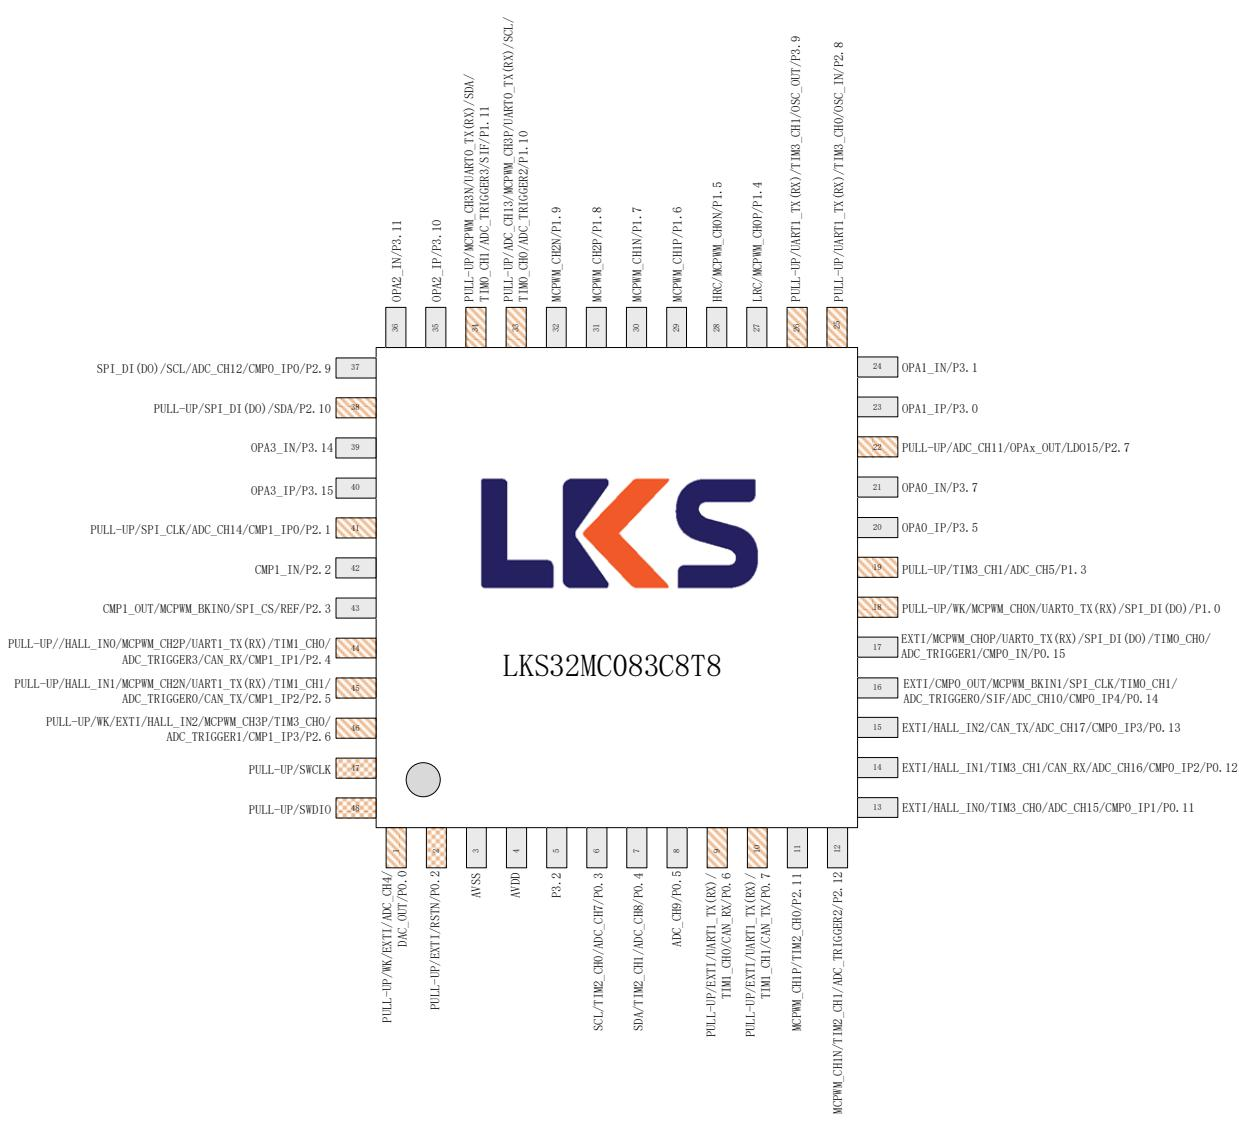 OPA2_IN/P3.11
OPA2_IP/P3.10
PULL-UP/MCPWM_CH3N/UART0_TX(RX)/SDA/
TIM0_CH1/ADC_TRIGGER3/SIF/P1.11
PULL-UP/ADC_CH13/MCPWM_CH3P/UART0_TX(RX)/SCL/
TIM0_CH0/ADC_TRIGGER2/P1.10
MCPWM_CH2N/P1.9
MCPWM_CH2P/P1.8
MCPWM_CH1N/P1.7
MCPWM_CH1P/P1.6
HRC/MCPWM_CH0N/P1.5
LRC/MCPWM_CH0P/P1.4
PULL-UP/UART1_TX(RX)/TIM3_CH1/OSC_OUT/P3.9
PULL-UP/UART1_TX(RX)/TIM3_CH0/OSC_IN/P2.8
36
35
34
33
32
31
30
29
28
27
26
25
SPI_DI(DO)/SCL/ADC_CH12/CMP0_IP0/P2.9
37
PULL-UP/SPI_DI(DO)/SDA/P2.10
38
OPA3_IN/P3.14
39
OPA3_IP/P3.15
40
PULL-UP/SPI_CLK/ADC_CH14/CMP1_IP0/P2.1
41
CMP1_IN/P2.2
42
CMP1_OUT/MCPWM_BKIN0/SPI_CS/REF/P2.3
43
PULL-UP//HALL_IN0/MCPWM_CH2P/UART1_TX(RX)/TIM1_CH0/
ADC_TRIGGER3/CAN_RX/CMP1_IP1/P2.4
44
PULL-UP/HALL_IN1/MCPWM_CH2N/UART1_TX(RX)/TIM1_CH1/
ADC_TRIGGER0/CAN_TX/CMP1_IP2/P2.5
45
PULL-UP/WK/EXTI/HALL_IN2/MCPWM_CH3P/TIM3_CH0/
ADC_TRIGGER1/CMP1_IP3/P2.6
46
PULL-UP/SWCLK
47
PULL-UP/SWDIO
48
LKS
LKS32MC083C8T8
24
OPA1_IN/P3.1
23
OPA1_IP/P3.0
22
PULL-UP/ADC_CH11/OPAx_OUT/LDO15/P2.7
21
OPA0_IN/P3.7
20
OPA0_IP/P3.5
19
PULL-UP/TIM3_CH1/ADC_CH5/P1.3
18
PULL-UP/WK/MCPWM_CH0N/UART0_TX(RX)/SPI_DI(DO)/P1.0
17
EXTI/MCPWM_CH0P/UART0_TX(RX)/SPI_DI(DO)/TIM0_CH0/
ADC_TRIGGER1/CMP0_IN/P0.15
16
EXTI/CMP0_OUT/MCPWM_BKIN1/SPI_CLK/TIM0_CH1/
ADC_TRIGGER0/SIF/ADC_CH10/CMP0_IP4/P0.14
15
EXTI/HALL_IN2/CAN_TX/ADC_CH17/CMP0_IP3/P0.13
14
EXTI/HALL_IN1/TIM3_CH1/CAN_RX/ADC_CH16/CMP0_IP2/P0.12
13
EXTI/HALL_IN0/TIM3_CH0/ADC_CH15/CMP0_IP1/P0.11
1
2
3
4
5
6
7
8
9
10
11
12
PULL-UP/WK/EXTI/ADC_CH4/
DAC_OUT/P0.0
PULL-UP/EXTI/RSTN/P0.2
AVSS
AVDD
P3.2
SCL/TIM2_CH0/ADC_CH7/P0.3
SDA/TIM2_CH1/ADC_CH8/P0.4
ADC_CH9/P0.5
PULL-UP/EXTI/UART1_TX(RX)/
TIM1_CH0/CAN_RX/P0.6
PULL-UP/EXTI/UART1_TX(RX)/
TIM1_CH1/CAN_TX/P0.7
MCPWM_CH1P/TIM2_CH0/P2.11
MCPWM_CH1N/TIM2_CH1/ADC_TRIGGER2/P2.12